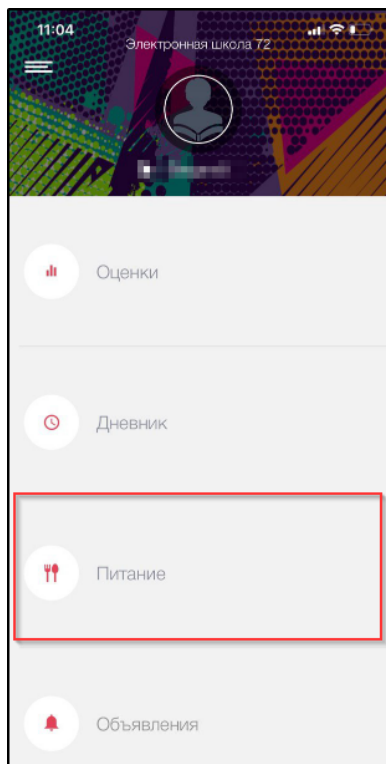 11:04
Электронная школа 72
Оценки
Дневник
Питание
Объявления